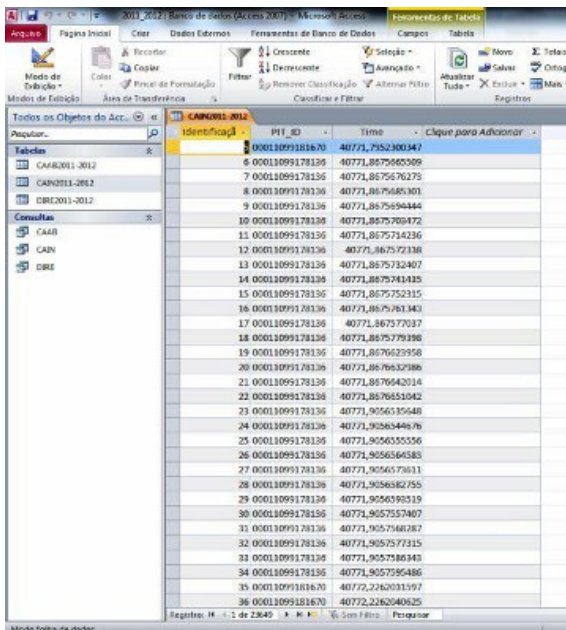 2011_2012 : Banco de dados (Access 2007) - Microsoft Access
Ferramentas de Tabela
Arquivo Página Inicial Criar Dados Externos Ferramentas de Banco de Dados Campos Tabela
Modo de Exibição
Colar
Recortar
Copiar
Pincel de Formatação
Filtrar
Crescente
Decrescente
Remover Classificação
Seleção
Avançado
Alternar Filtro
Atualizar Tudo
Novo
Salvar
Excluir
Totais
Mais
Modos de Exibição Área de Transferência Classificar e Filtrar Registros
Todos os Objetos do Acc...
Pesquisar...
Tabelas
CAAB2011-2012
CAIN2011-2012
DIRE2011-2012
Consultas
CAAB
CAIN
DIRE
CAIN2011-2012
Identificaçã PIT_ID Time Clique para Adicionar
5 00011099181670 40771,7952300347
6 00011099178136 40771,8675665509
7 00011099178136 40771,8675676273
8 00011099178136 40771,8675685301
9 00011099178136 40771,8675694444
10 00011099178136 40771,8675703472
11 00011099178136 40771,8675714236
12 00011099178136 40771,867572338
13 00011099178136 40771,8675732407
14 00011099178136 40771,8675741435
15 00011099178136 40771,8675752315
16 00011099178136 40771,8675761343
17 00011099178136 40771,867577037
18 00011099178136 40771,8675779398
19 00011099178136 40771,8676623958
20 00011099178136 40771,8676632986
21 00011099178136 40771,8676642014
22 00011099178136 40771,8676651042
23 00011099178136 40771,9056535648
24 00011099178136 40771,9056544676
25 00011099178136 40771,9056555556
26 00011099178136 40771,9056564583
27 00011099178136 40771,9056573611
28 00011099178136 40771,9056582755
29 00011099178136 40771,9056593519
30 00011099178136 40771,9057557407
31 00011099178136 40771,9057568287
32 00011099178136 40771,9057577315
33 00011099178136 40771,9057586343
34 00011099178136 40771,9057595486
35 00011099181670 40772,2262031597
36 00011099181670 40772,2262040625
Registro: 1 de 23649 Sem Filtro Pesquisar
Modo Folha de Dados